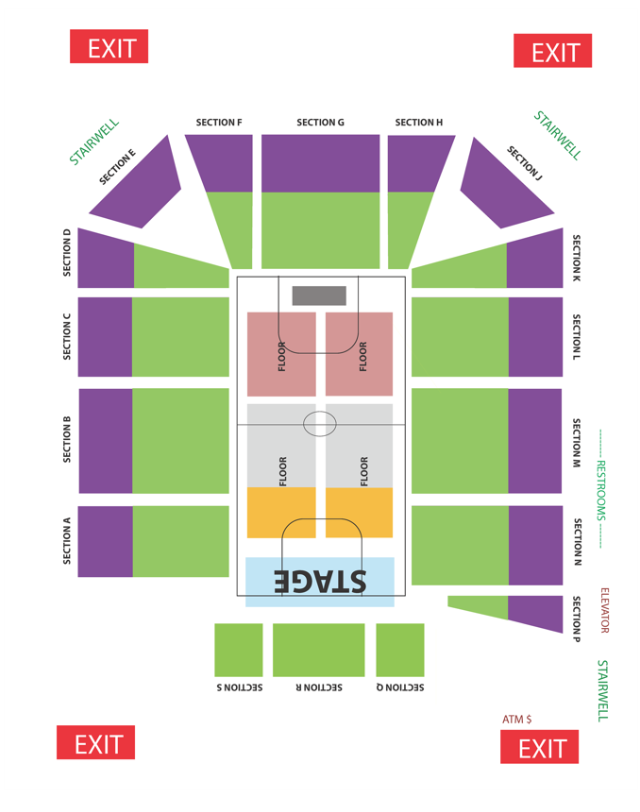 EXIT
EXIT
STAIRWELL
STAIRWELL
SECTION F
SECTION G
SECTION H
SECTION E
SECTION J
SECTION D
SECTION K
SECTION C
SECTION L
FLOOR
FLOOR
SECTION B
SECTION M
-------- RESTROOMS --------
FLOOR
FLOOR
SECTION A
SECTION N
STAGE
SECTION P
ELEVATOR
STAIRWELL
SECTION S
SECTION R
SECTION Q
ATM $
EXIT
EXIT